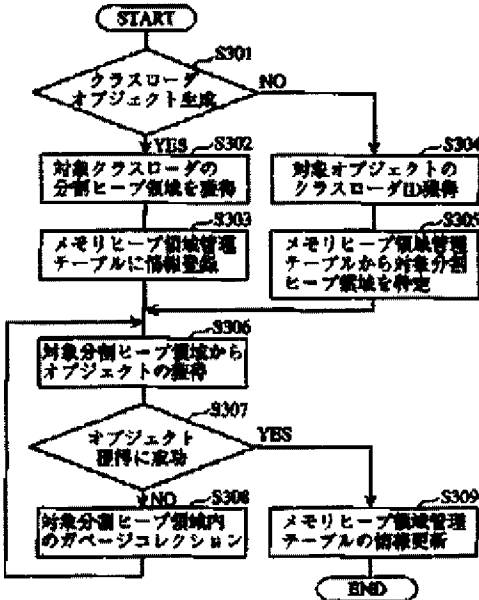 START
S301
クラスローダ
オブジェクト生成
NO
YES
S302
対象クラスローダの
分割ヒープ領域を獲得
S304
対象オブジェクトの
クラスローダID獲得
S303
メモリヒープ領域管理
テーブルに情報登録
S305
メモリヒープ領域管理
テーブルから対象分割
ヒープ領域を特定
S306
対象分割ヒープ領域から
オブジェクトの獲得
S307
オブジェクト
獲得に成功
YES
NO
S308
対象分割ヒープ領域内
のガベージコレクション
S309
メモリヒープ領域管理
テーブルの情報更新
END